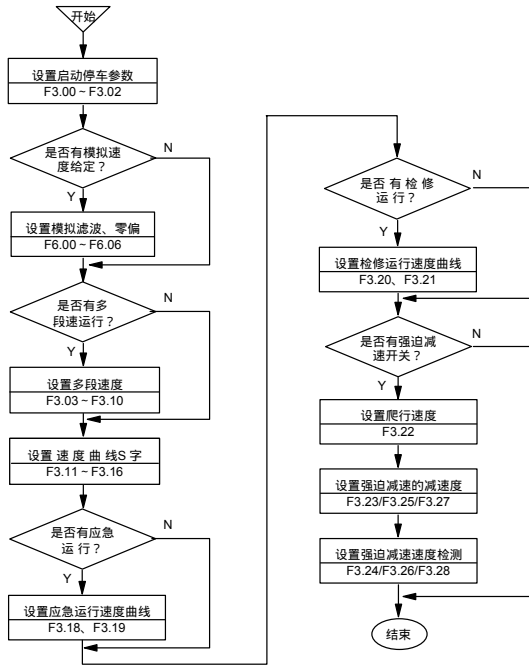 开始
设置启动停车参数
F3.00~F3.02
是否有模拟速
度给定？
N
Y
设置模拟滤波、零偏
F6.00~F6.06
是否有多
段速运行？
N
Y
设置多段速度
F3.03~F3.10
设置速度曲线S字
F3.11~F3.16
是否有应急
运行？
N
Y
设置应急运行速度曲线
F3.18、F3.19
是否有检修
运行？
N
Y
设置检修运行速度曲线
F3.20、F3.21
是否有强迫减
速开关？
N
Y
设置爬行速度
F3.22
设置强迫减速的减速度
F3.23/F3.25/F3.27
设置强迫减速速度检测
F3.24/F3.26/F3.28
结束